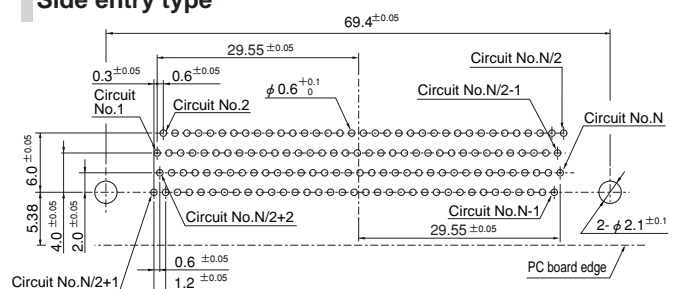 Side entry type
69.4±0.05
29.55 ±0.05
Circuit No.N/2
0.3±0.05
0.6±0.05
φ0.6 +0.1 0
Circuit No.N/2-1
Circuit
No.1
Circuit No.2
Circuit No.N
6.0 ±0.05
5.38
4.0 ±0.05
2.0 ±0.05
Circuit No.N/2+2
Circuit No.N-1
29.55 ±0.05
2-φ2.1±0.1
0.6 ±0.05
PC board edge
Circuit No.N/2+1
1.2 ±0.05